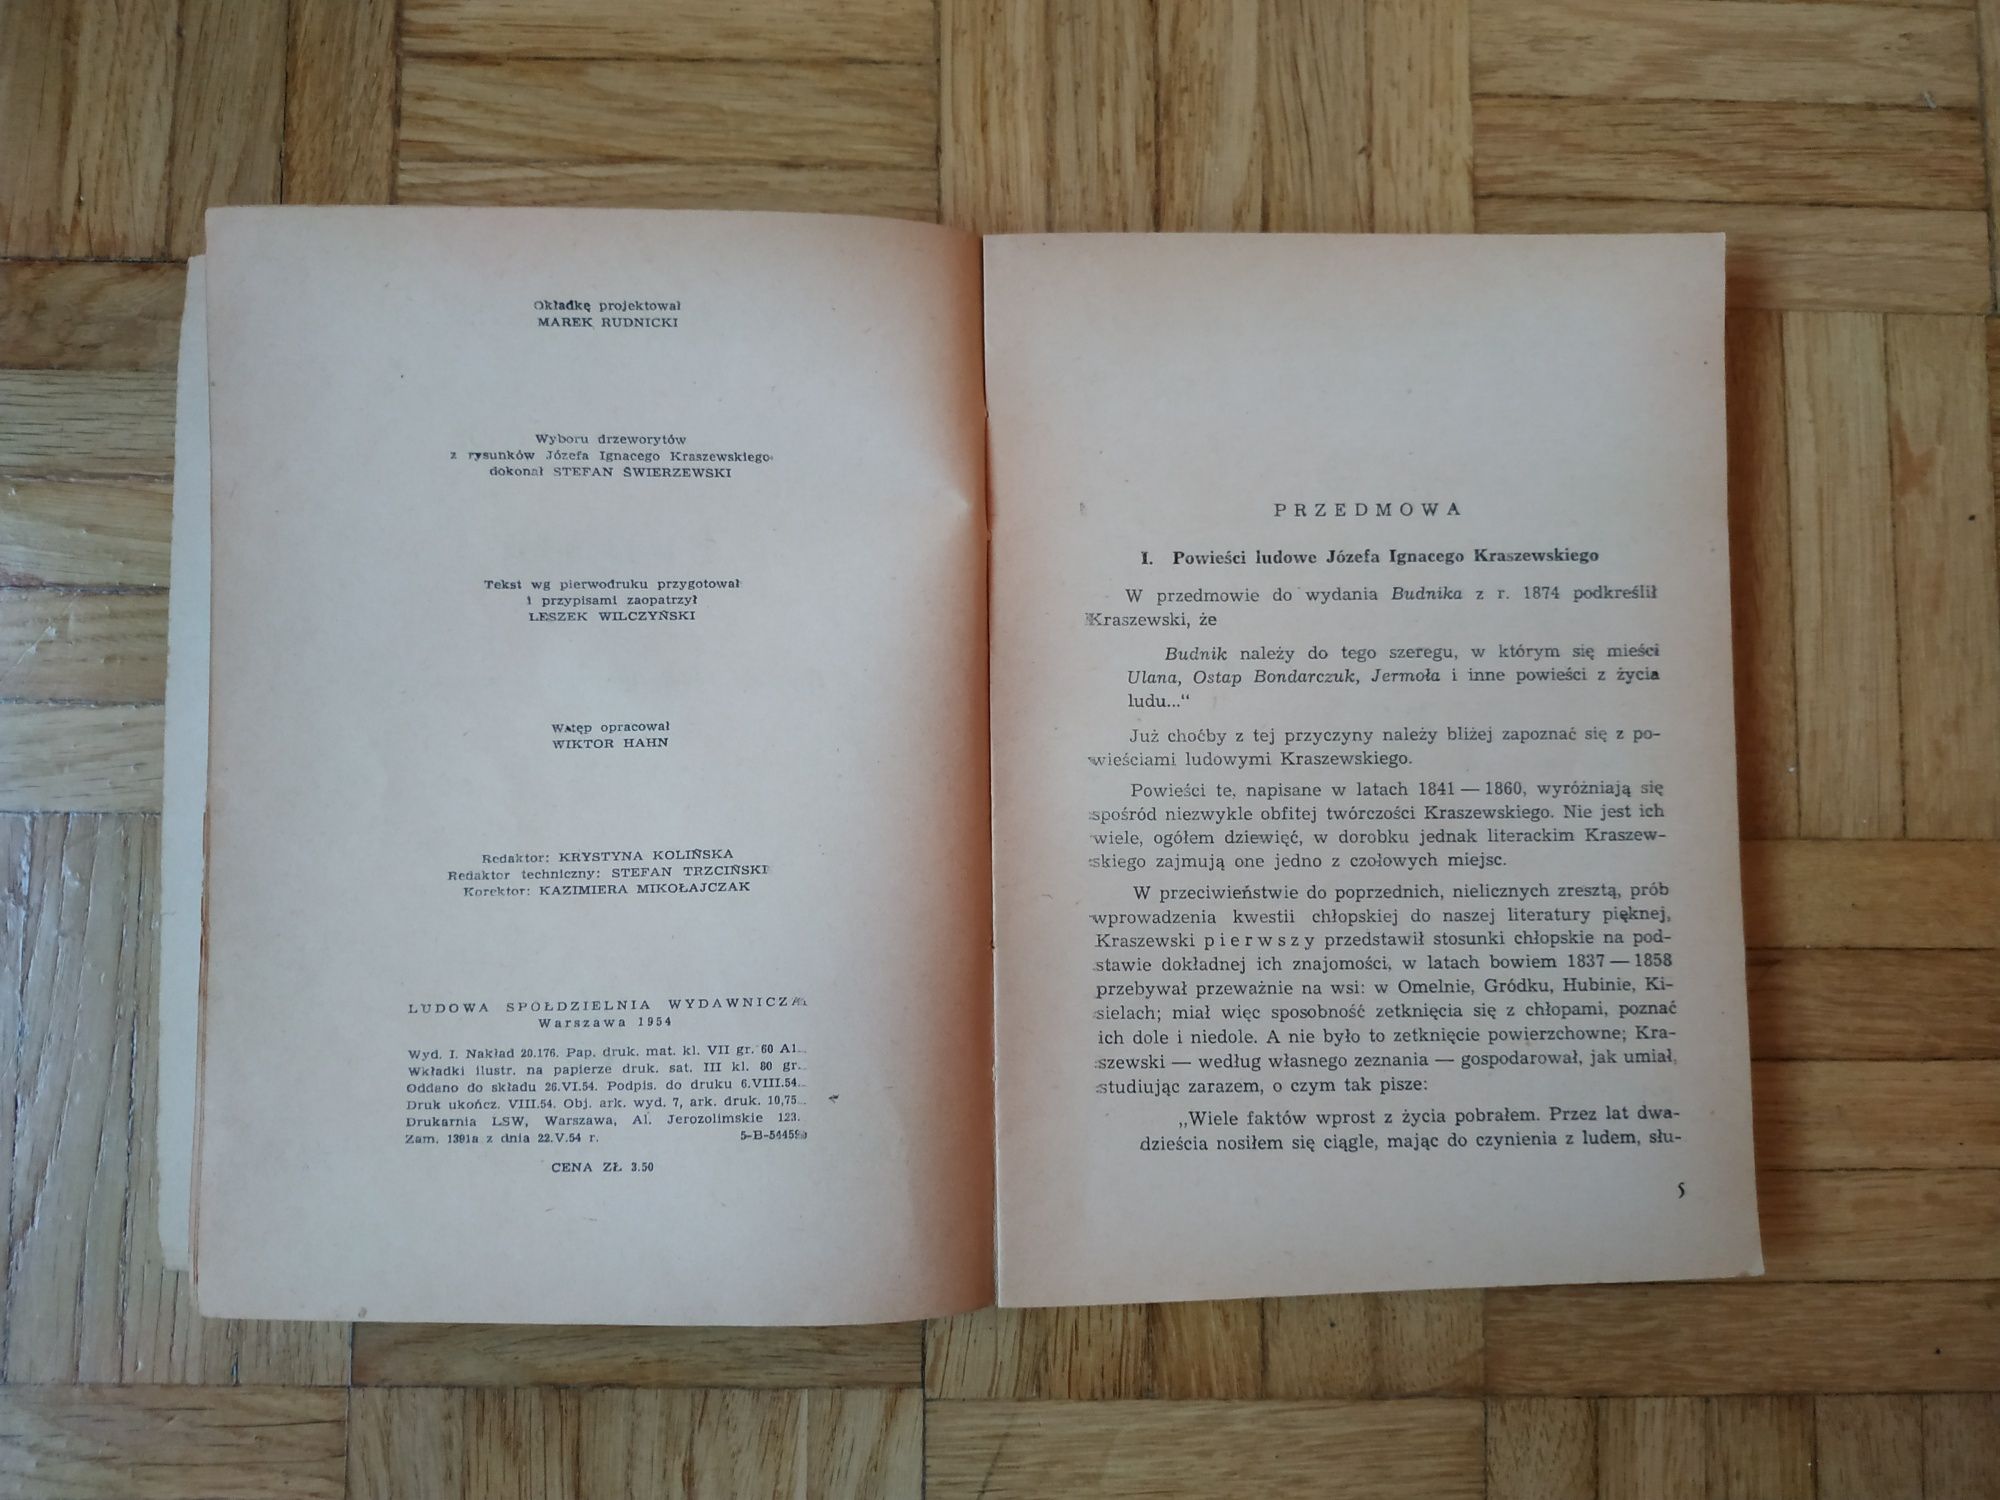 Okładkę projektował
MAREK RUDNICKI
Wyboru drzeworytów
z rysunków Józefa Ignacego Kraszewskiego
dokonał STEFAN ŚWIERZEWSKI
Tekst wg pierwodruku przygotował
i przypisami zaopatrzył
LESZEK WILCZYŃSKI
Wstęp opracował
WIKTOR HAHN
Redaktor: KRYSTYNA KOLIŃSKA
Redaktor techniczny: STEFAN TRZCIŃSKI
Korektor: KAZIMIERA MIKOŁAJCZAK
LUDOWA SPÓŁDZIELNIA WYDAWNICZA
Warszawa 1954
Wyd. I. Nakład 20.176. Pap. druk. mat. kl. VII gr. 60 A1.
Wkładki ilustr. na papierze druk. sat. III kl. 80 gr.
Oddano do składu 26.VI.54. Podpis. do druku 6.VIII.54.
Druk ukończ. VIII.54. Obj. ark. wyd. 7, ark. druk. 10,75.
Drukarnia LSW, Warszawa, Al. Jerozolimskie 123.
Zam. 1391a z dnia 22.V.54 r.
CENA ZŁ 3.50
PRZEDMOWA
I. Powieści ludowe Józefa Ignacego Kraszewskiego
W przedmowie do wydania Budnika z r. 1874 podkreślił
Kraszewski, że
Budnik należy do tego szeregu, w którym się mieści
Ulana, Ostap Bondarczuk, Jermoła i inne powieści z życia
ludu..."
Już choćby z tej przyczyny należy bliżej zapoznać się z po-
wieściami ludowymi Kraszewskiego.
Powieści te, napisane w latach 1841 — 1860, wyróżniają się
spośród niezwykle obfitej twórczości Kraszewskiego. Nie jest ich
wiele, ogółem dziewięć, w dorobku jednak literackim Kraszew-
skiego zajmują one jedno z czołowych miejsc.
W przeciwieństwie do poprzednich, nielicznych zresztą, prób
wprowadzenia kwestii chłopskiej do naszej literatury pięknej,
Kraszewski pierwszy przedstawił stosunki chłopskie na pod-
stawie dokładnej ich znajomości, w latach bowiem 1837 — 1858
przebywał przeważnie na wsi: w Omelnie, Gródku, Hubinie, Ki-
sielach; miał więc sposobność zetknięcia się z chłopami, poznać
ich dole i niedole. A nie było to zetknięcie powierzchowne; Kra-
szewski — według własnego zeznania — gospodarował, jak umiał,
studiując zarazem, o czym tak pisze:
„Wiele faktów wprost z życia pobrałem. Przez lat dwa-
dzieścia nosiłem się ciągle, mając do czynienia z ludem, słu-
5